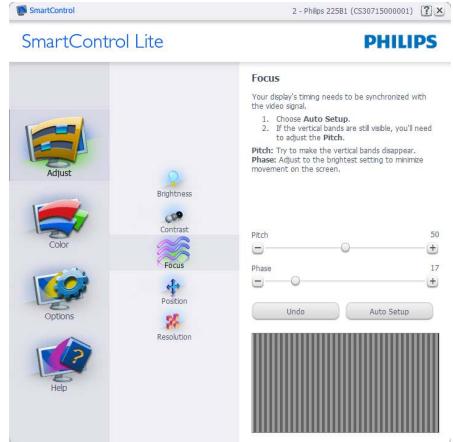 SmartControl
2 - Philips 225B1 (CS30715000001)
SmartControl Lite
PHILIPS
Adjust
Color
Options
Help
Brightness
Contrast
Focus
Position
Resolution
Focus
Your display's timing needs to be synchronized with
the video signal.
1. Choose Auto Setup.
2. If the vertical bands are still visible, you'll need
to adjust the Pitch.
Pitch: Try to make the vertical bands disappear.
Phase: Adjust to the brightest setting to minimize
movement on the screen.
Pitch 50
Phase 17
Undo Auto Setup